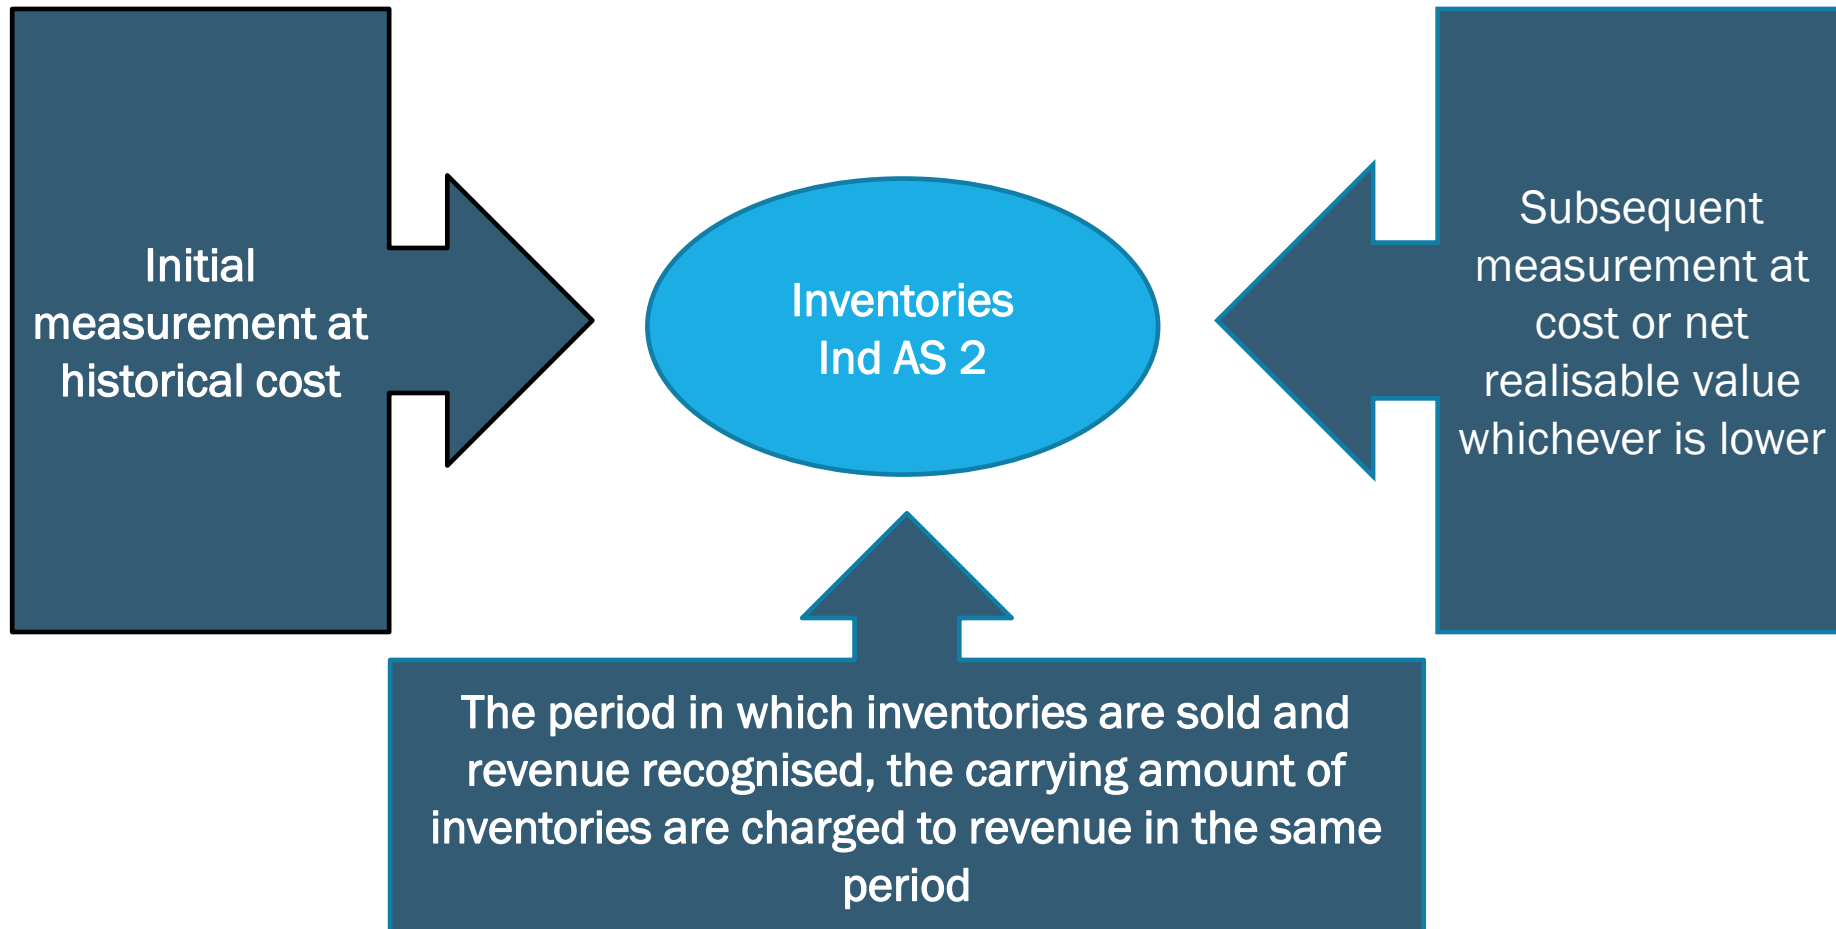 Initial
measurement at
historical cost
Inventories
Ind AS 2
Subsequent
measurement at
cost or net
realisable value
whichever is lower
The period in which inventories are sold and
revenue recognised, the carrying amount of
inventories are charged to revenue in the same
period